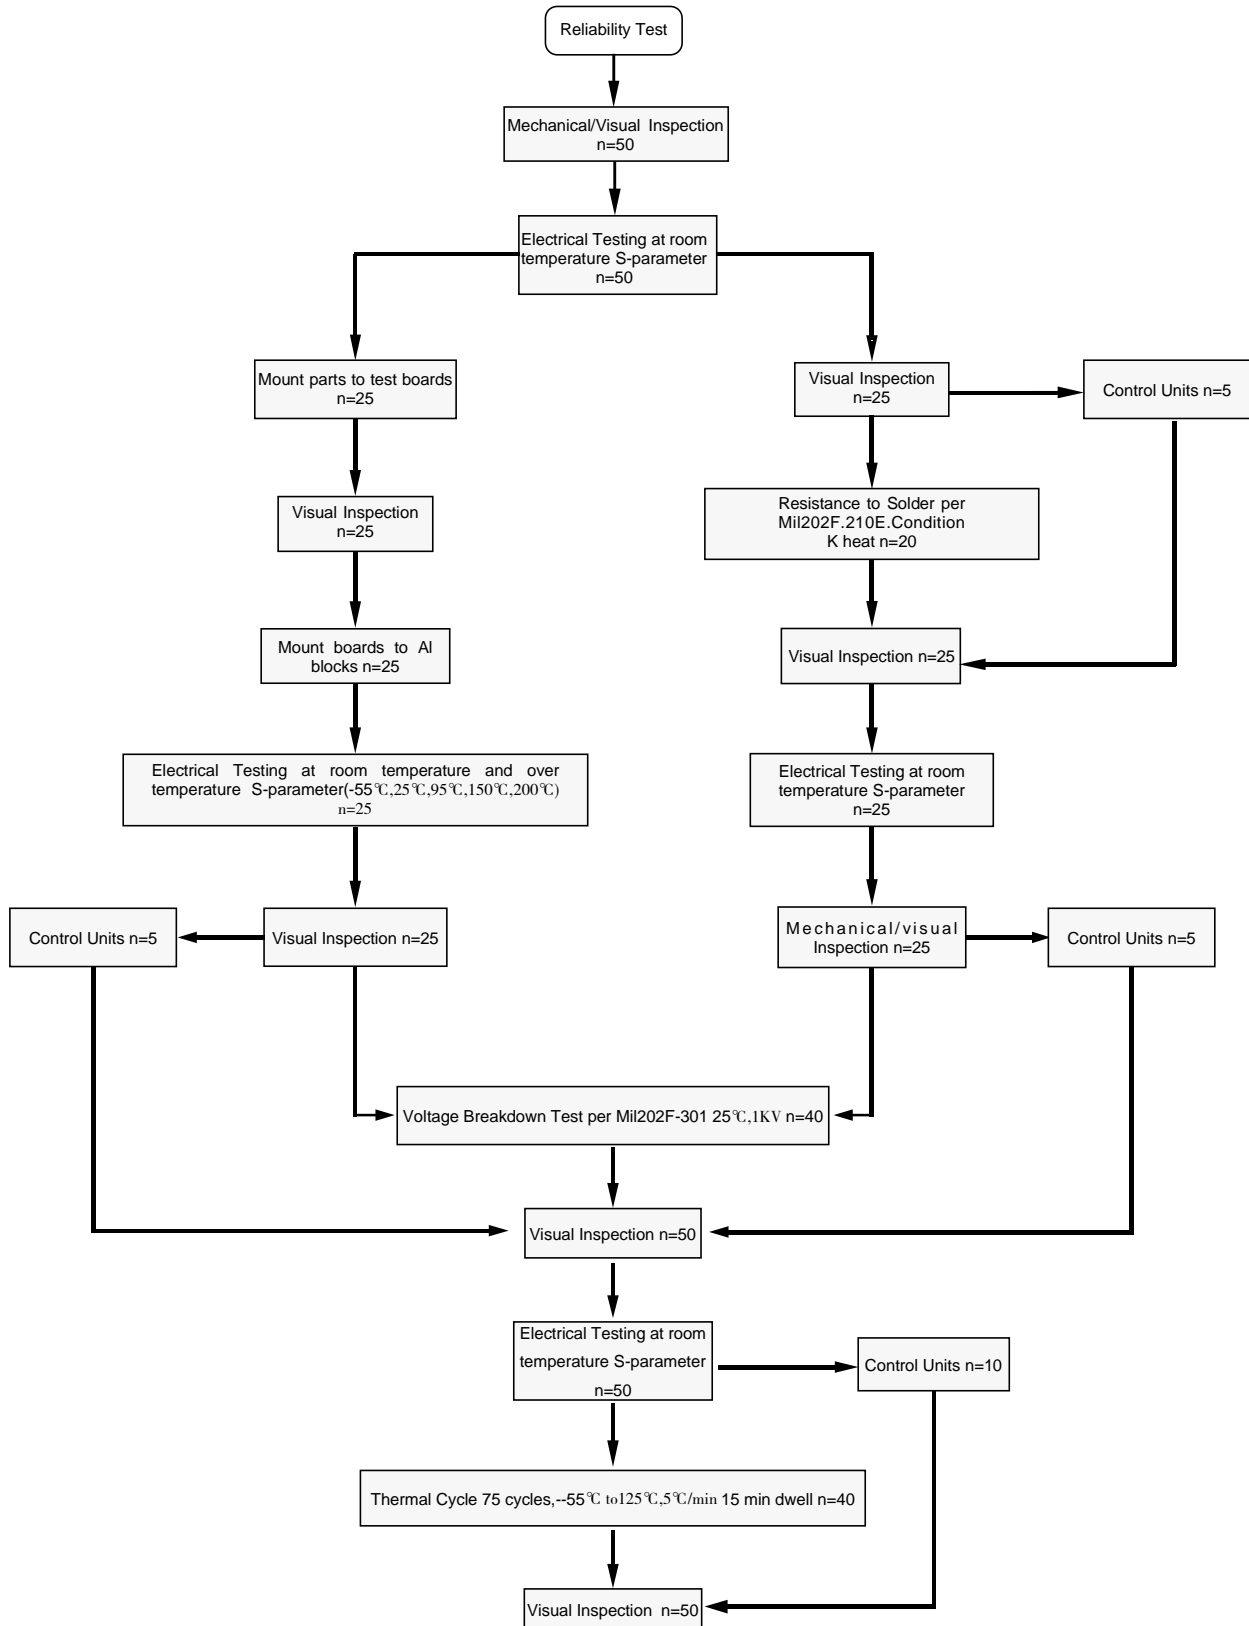 Reliability Test
Mechanical/Visual Inspection
n=50
Electrical Testing at room
temperature S-parameter
n=50
Mount parts to test boards
n=25
Visual Inspection
n=25
Control Units n=5
Visual Inspection
n=25
Resistance to Solder per
Mil202F.210E.Condition
K heat n=20
Mount boards to Al
blocks n=25
Visual Inspection n=25
Electrical Testing at room temperature and over
temperature S-parameter(-55℃,25℃,95℃,150℃,200℃)
n=25
Electrical Testing at room
temperature S-parameter
n=25
Control Units n=5
Visual Inspection n=25
Mechanical/visual
Inspection n=25
Control Units n=5
Voltage Breakdown Test per Mil202F-301 25℃,1KV n=40
Visual Inspection n=50
Electrical Testing at room
temperature S-parameter
n=50
Control Units n=10
Thermal Cycle 75 cycles,--55℃ to125℃,5℃/min 15 min dwell n=40
Visual Inspection n=50